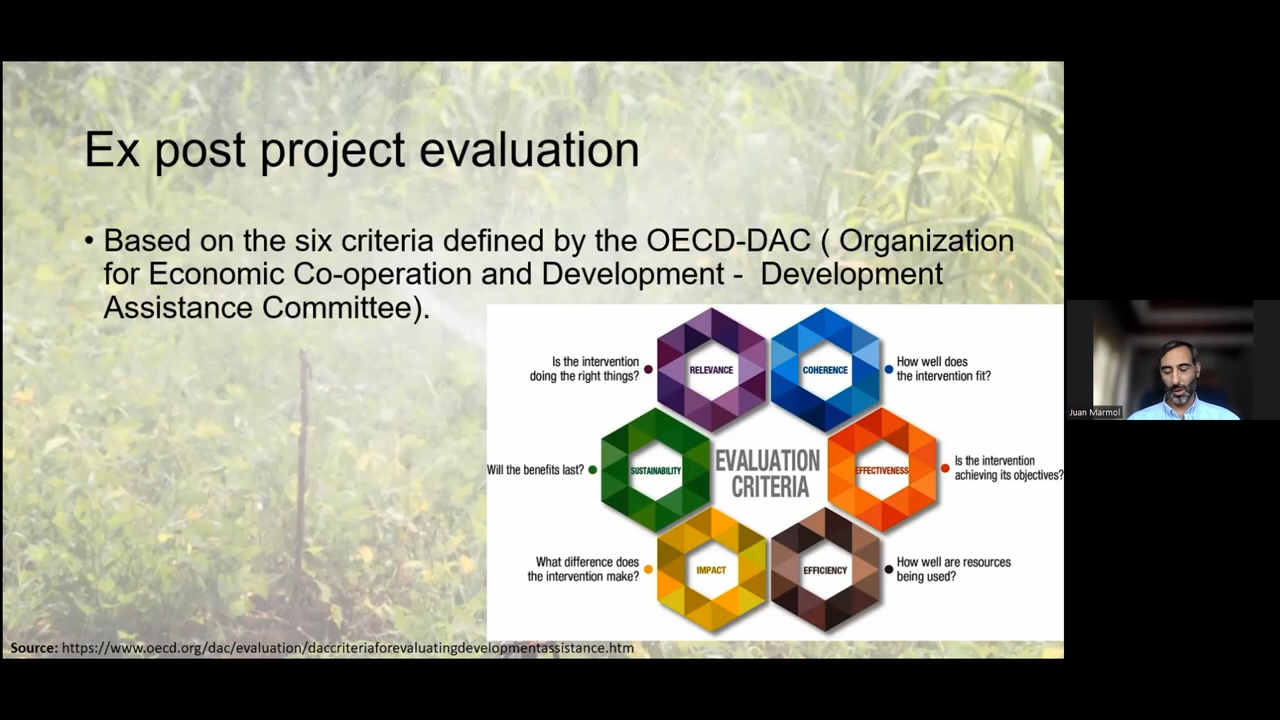 Ex post project evaluation
• Based on the six criteria defined by the OECD-DAC ( Organization
for Economic Co-operation and Development -  Development
Assistance Committee).
Is the intervention
doing the right things?
RELEVANCE
COHERENCE
How well does
the intervention fit?
Will the benefits last?
SUSTAINABILITY
EVALUATION
CRITERIA
EFFECTIVENESS
Is the intervention
achieving its objectives?
What difference does
the intervention make?
IMPACT
EFFICIENCY
How well are resources
being used?
Source: https://www.oecd.org/dac/evaluation/daccriteriaforevaluatingdevelopmentassistance.htm
Juan Marmol